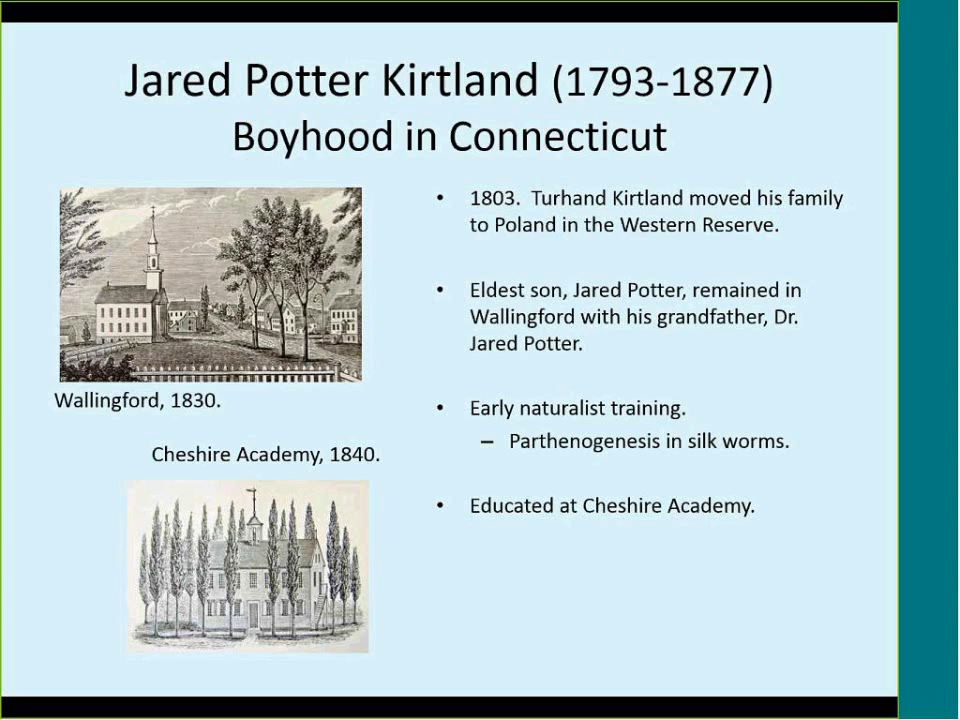 Jared Potter Kirtland (1793-1877)
Boyhood in Connecticut
Wallingford, 1830.
Cheshire Academy, 1840.
• 1803.  Turhand Kirtland moved his family
to Poland in the Western Reserve.
• Eldest son, Jared Potter, remained in
Wallingford with his grandfather, Dr.
Jared Potter.
• Early naturalist training.
– Parthenogenesis in silk worms.
• Educated at Cheshire Academy.